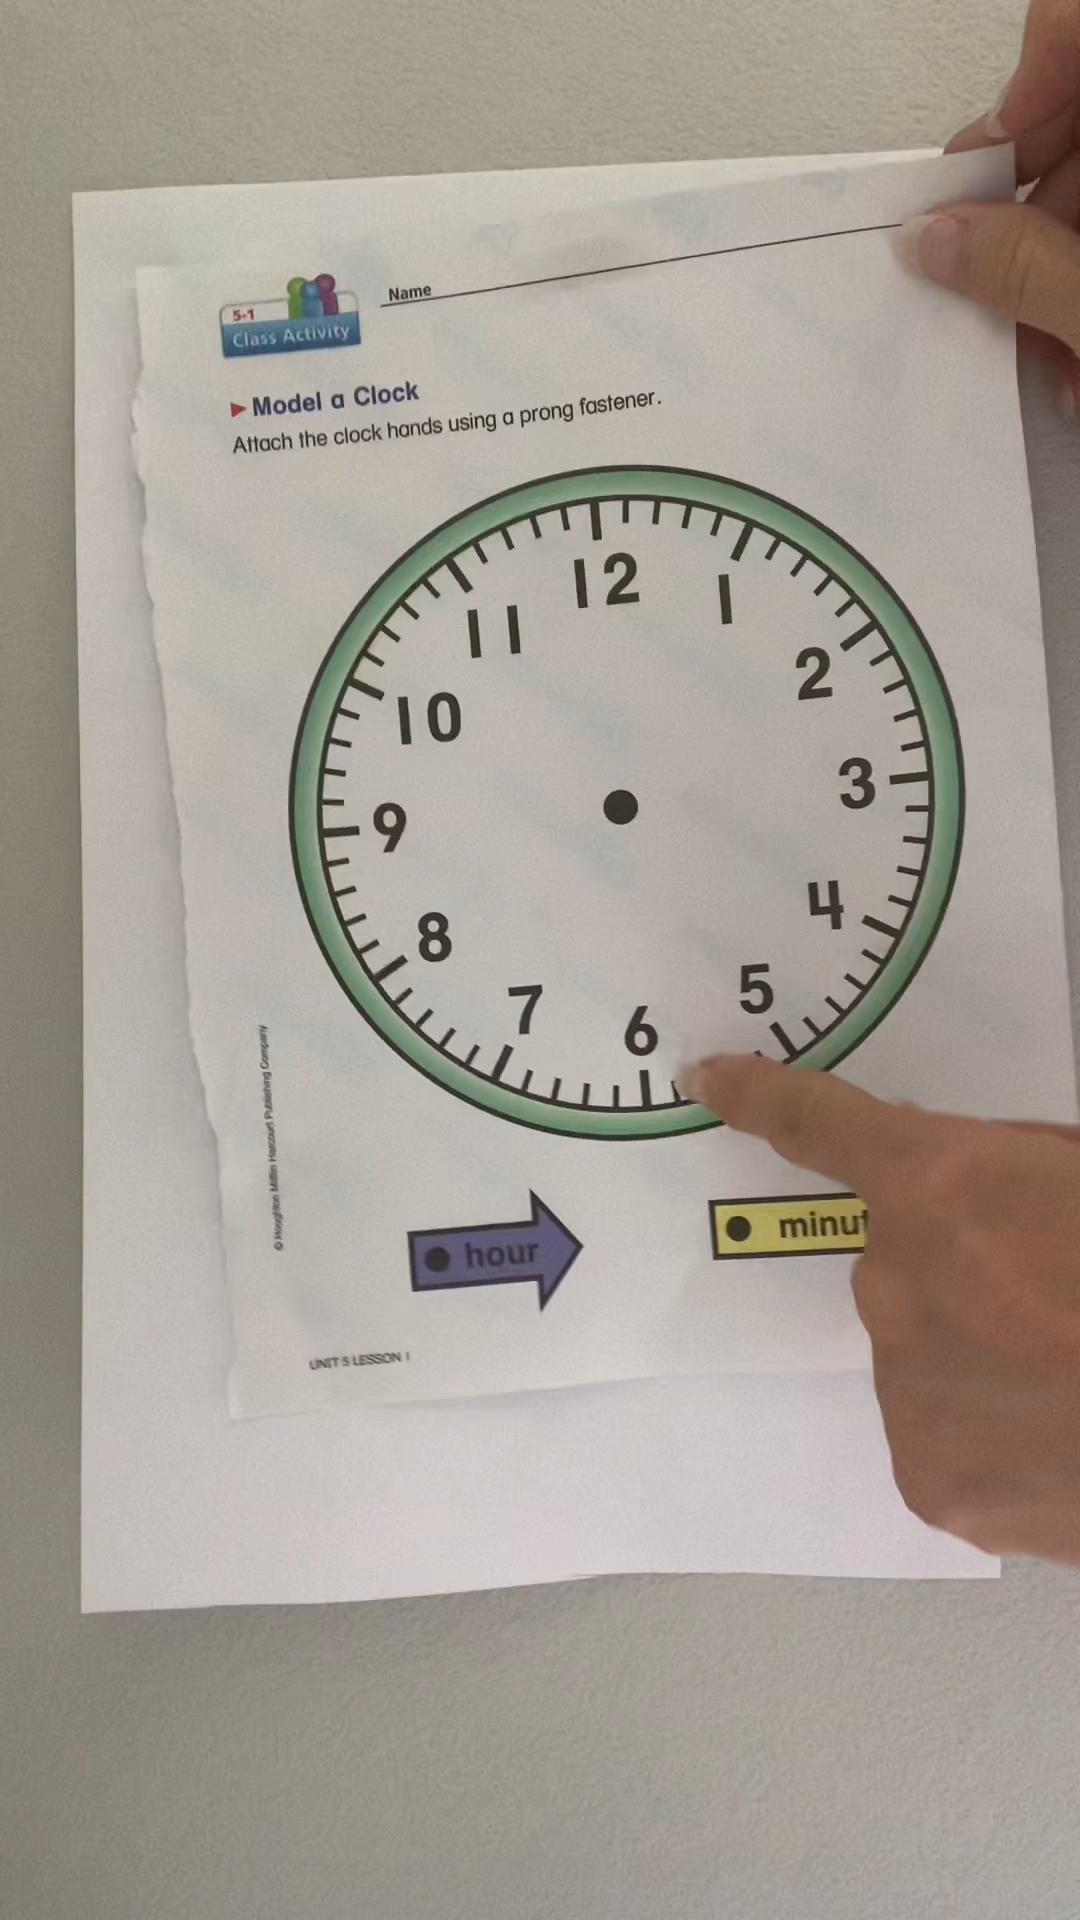 Name
5-1
Class Activity
Model a Clock
Attach the clock hands using a prong fastener.
12
1
2
3
4
5
6
7
8
9
10
11
© Houghton Mifflin Harcourt Publishing Company
hour
minut
UNIT 5 LESSON 1